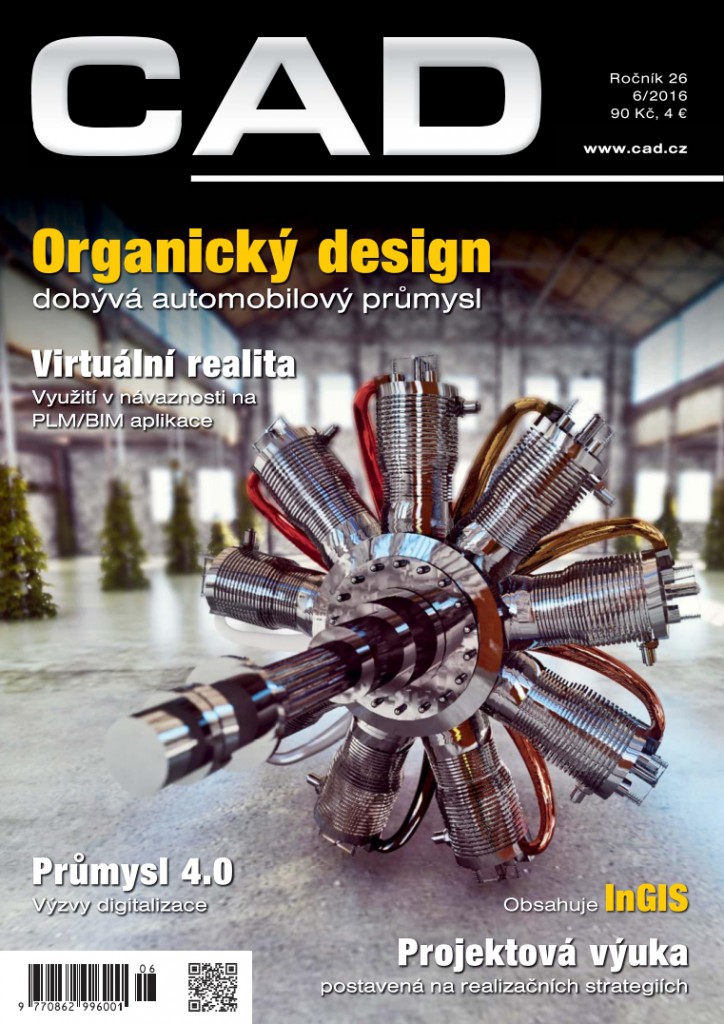 CAD
Ročník 26
6/2016
90 Kč, 4 €
www.cad.cz
Organický design
dobývá automobilový průmysl
Virtuální realita
Využití v návaznosti na
PLM/BIM aplikace
Průmysl 4.0
Výzvy digitalizace
Obsahuje InGIS
Projektová výuka
postavená na realizačních strategiích
06
9 770862 996001